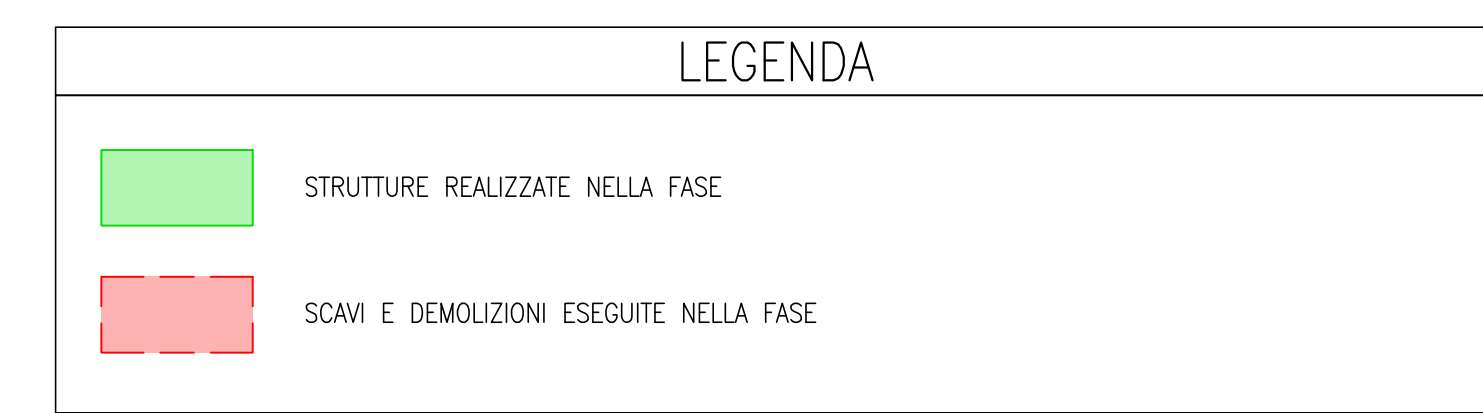 LEGENDA
STRUTTURE REALIZZATE NELLA FASE
SCAVI E DEMOLIZIONI ESEGUITE NELLA FASE